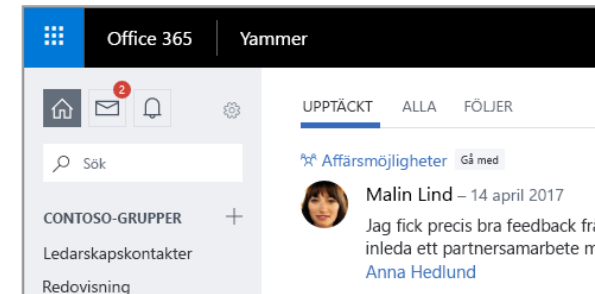 Office 365 Yammer
2
UPPTÄCKT ALLA FÖLJER
Sök
Affärsmöjligheter Gå med
Malin Lind – 14 april 2017
CONTOSO-GRUPPER
Jag fick precis bra feedback
Ledarskapskontakter
inleda ett partnersamarbete
Anna Hedlund
Redovisning